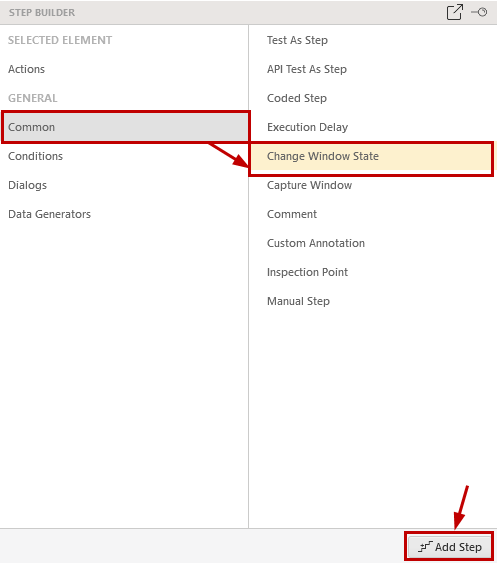 STEP BUILDER
SELECTED ELEMENT
Actions
GENERAL
Common
Conditions
Dialogs
Data Generators
Test As Step
API Test As Step
Coded Step
Execution Delay
Change Window State
Capture Window
Comment
Custom Annotation
Inspection Point
Manual Step
Add Step